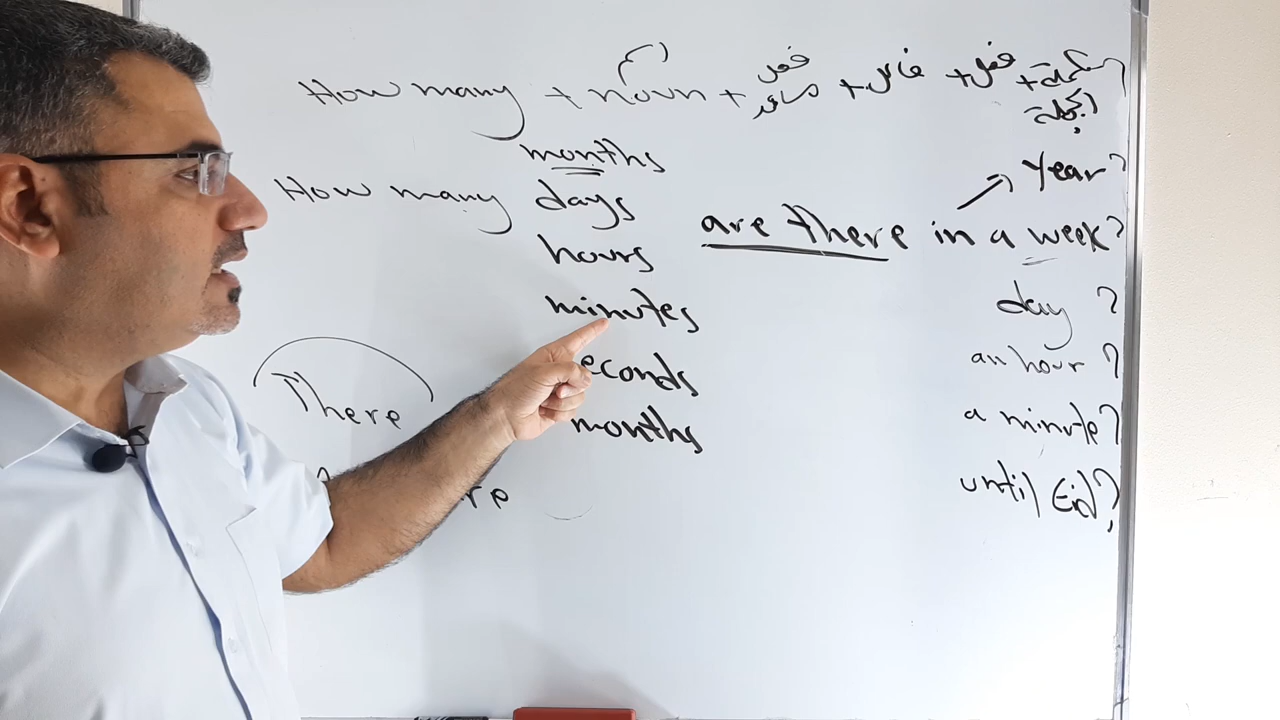 How many + noun (ج) + فعل مساعد + فاعل + فعل + تكملة الجملة ?
months
year?
How many days are there in a week?
hours
minutes
day ?
econds
an hour ?
There
months
a minute?
until Eid?